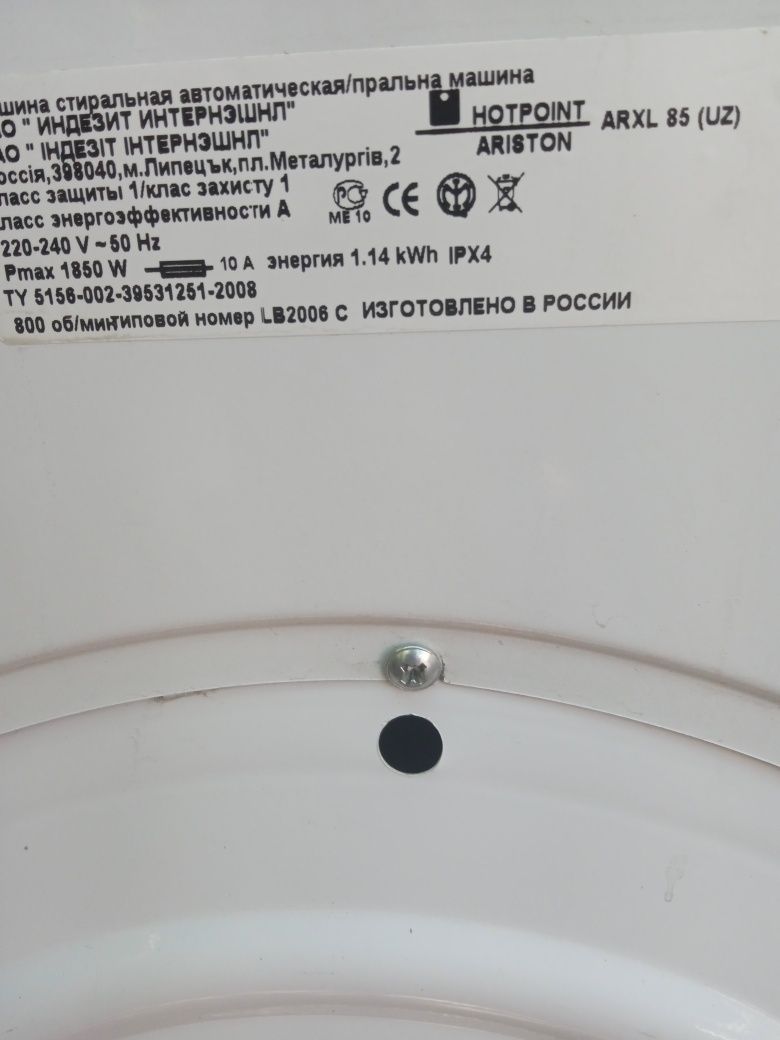 шина стиральная автоматическая/пральна машина
АО " ИНДЕЗИТ ИНТЕРНЭШНЛ"
АО " ІНДЕЗІТ ІНТЕРНЭШНЛ"
HOTPOINT
ARISTON
ARXL 85 (UZ)
оссія,398040,м.Липецък,пл.Металургів,2
ласс защиты 1/клас захисту 1
ласс энергоэффективности А
РС
ME 10
CE
220-240 V ~ 50 Hz
Pmax 1850 W 10 A энергия 1.14 kWh IPX4
ТУ 5156-002-39531251-2008
800 об/мин типовой номер LB2006 C ИЗГОТОВЛЕНО В РОССИИ